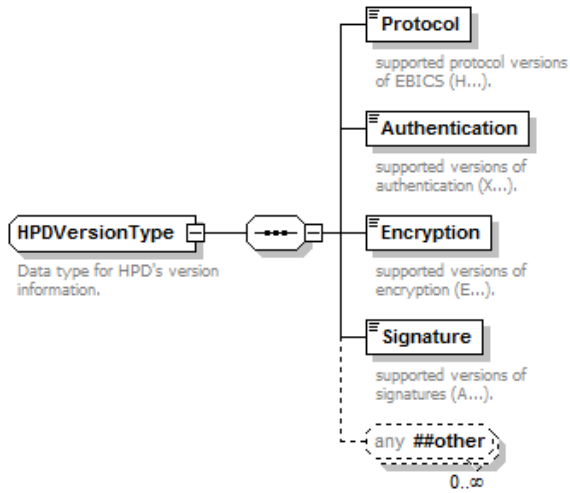 Protocol
supported protocol versions
of EBICS (H...).
Authentication
supported versions of
authentication (X...).
HPDVersionType
Data type for HPD's version
information.
Encryption
supported versions of
encryption (E...).
Signature
supported versions of
signatures (A...).
any ##other
0..∞